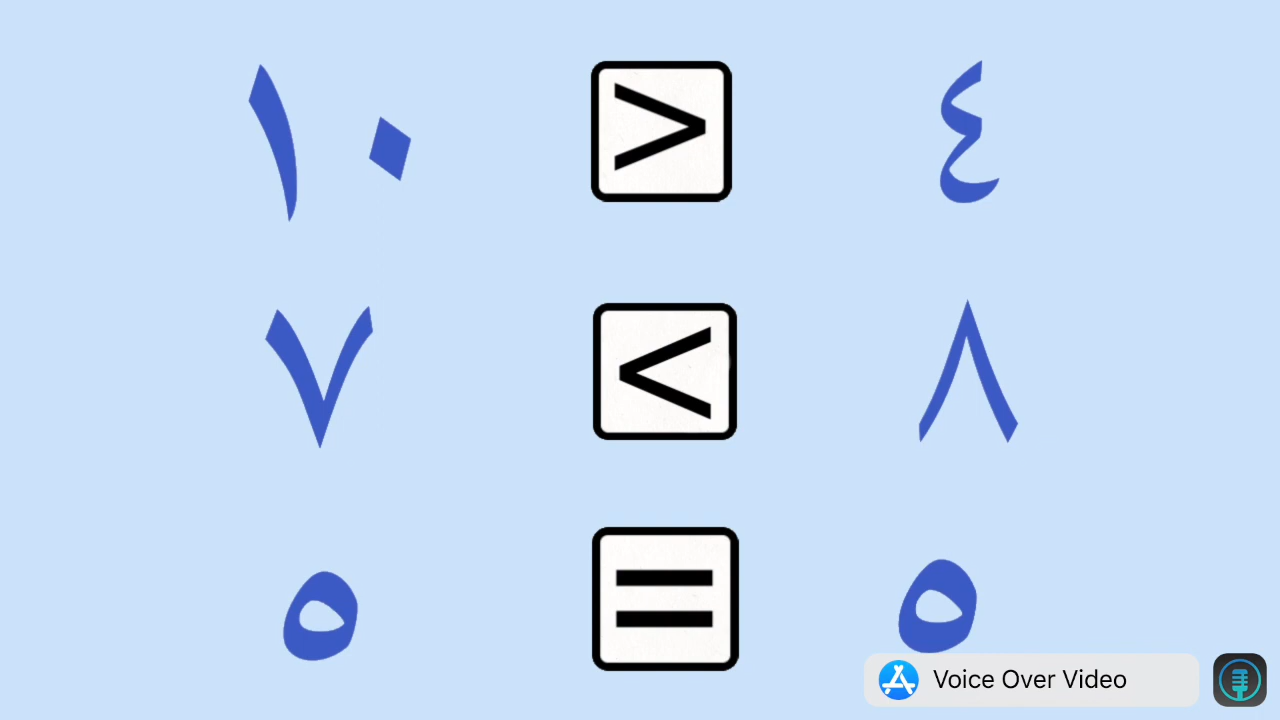 ١٠ > ٤
٧ < ٨
٥ = ٥
Voice Over Video